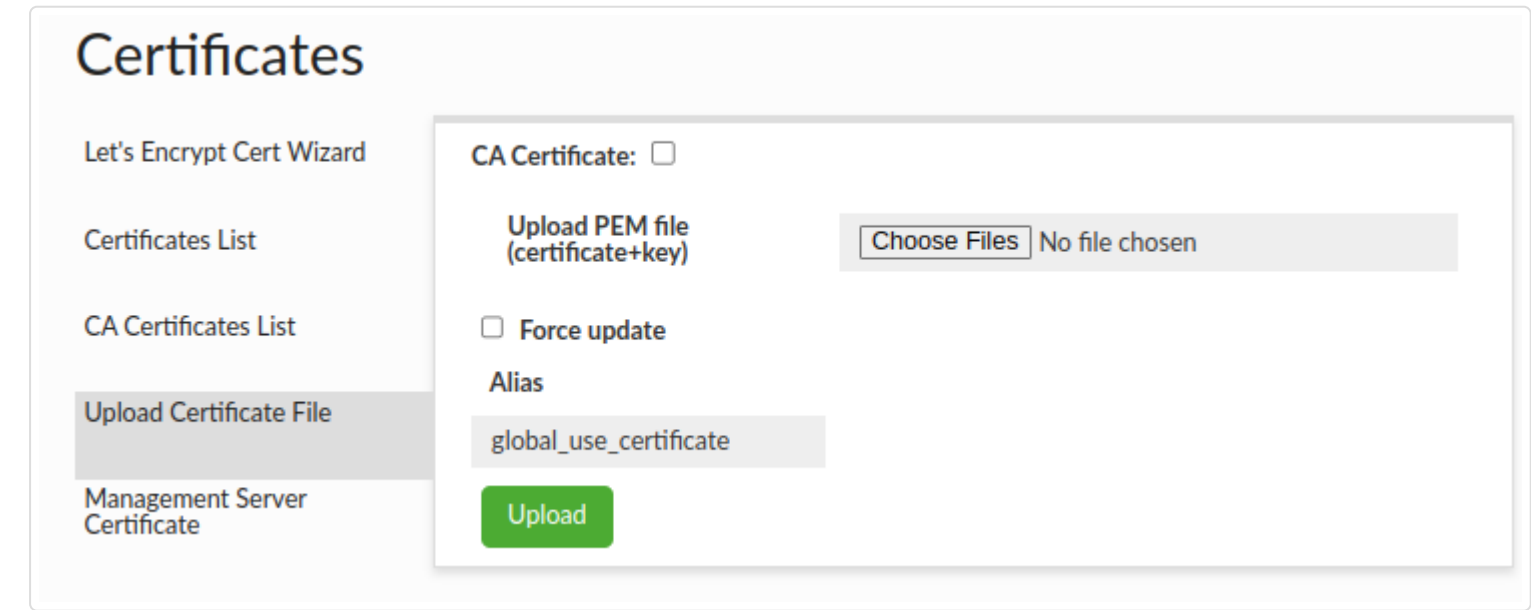 Certificates
Let's Encrypt Cert Wizard
Certificates List
CA Certificates List
Upload Certificate File
Management Server
Certificate
CA Certificate:
Upload PEM file
(certificate+key)
Choose Files No file chosen
Force update
Alias
global_use_certificate
Upload